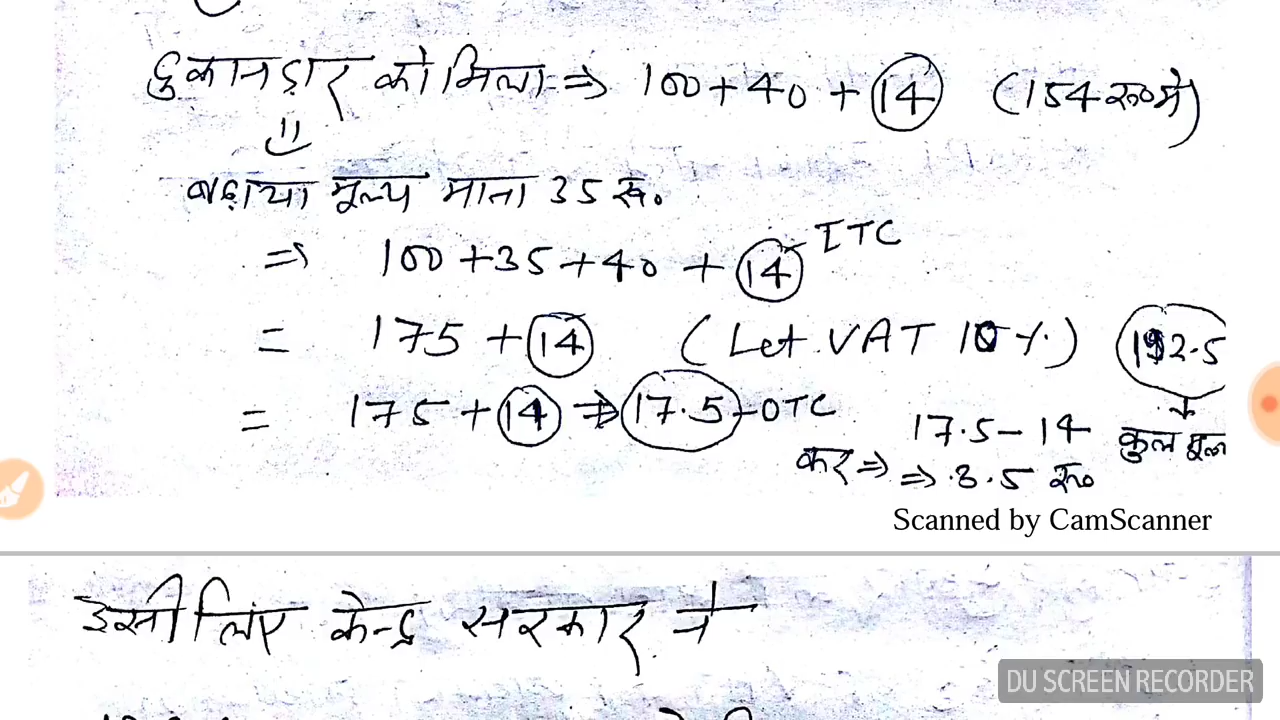 दुकानदार को मिला ⇒ 100 + 40 + 14 (154 रु० में)
बढ़ाया मूल्य माना 35 रु.
⇒ 100 + 35 + 40 + 14 ITC
= 175 + 14 (Let VAT 10%) 192.5
= 175 + 14 ⇒ 17.5 - OTC
17.5 - 14 कुल मूल्य
कर ⇒ ⇒ 3.5 रु०
Scanned by CamScanner
इसीलिए केन्द्र सरकार ने
DU SCREEN RECORDER